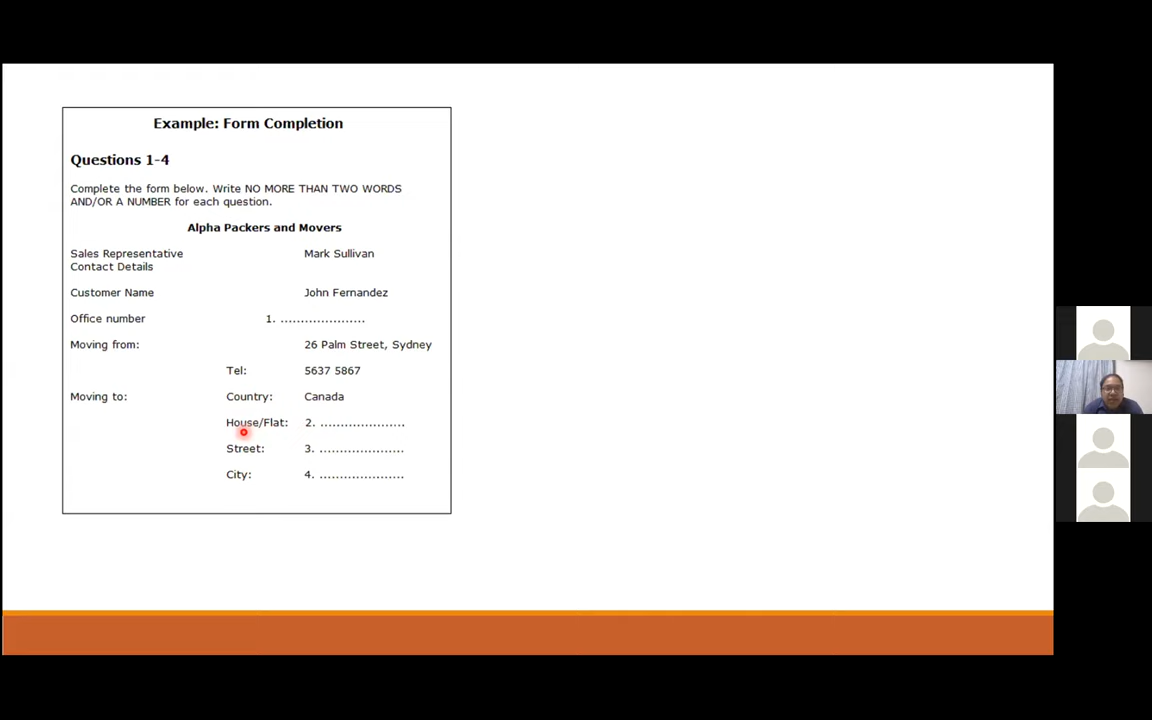 Example: Form Completion
Questions 1-4
Complete the form below. Write NO MORE THAN TWO WORDS
AND/OR A NUMBER for each question.
Alpha Packers and Movers
Sales Representative Mark Sullivan
Contact Details
Customer Name John Fernandez
Office number 1. .....................
Moving from: 26 Palm Street, Sydney
Tel: 5637 5867
Moving to: Country: Canada
House/Flat: 2. .....................
Street: 3. .....................
City: 4. .....................